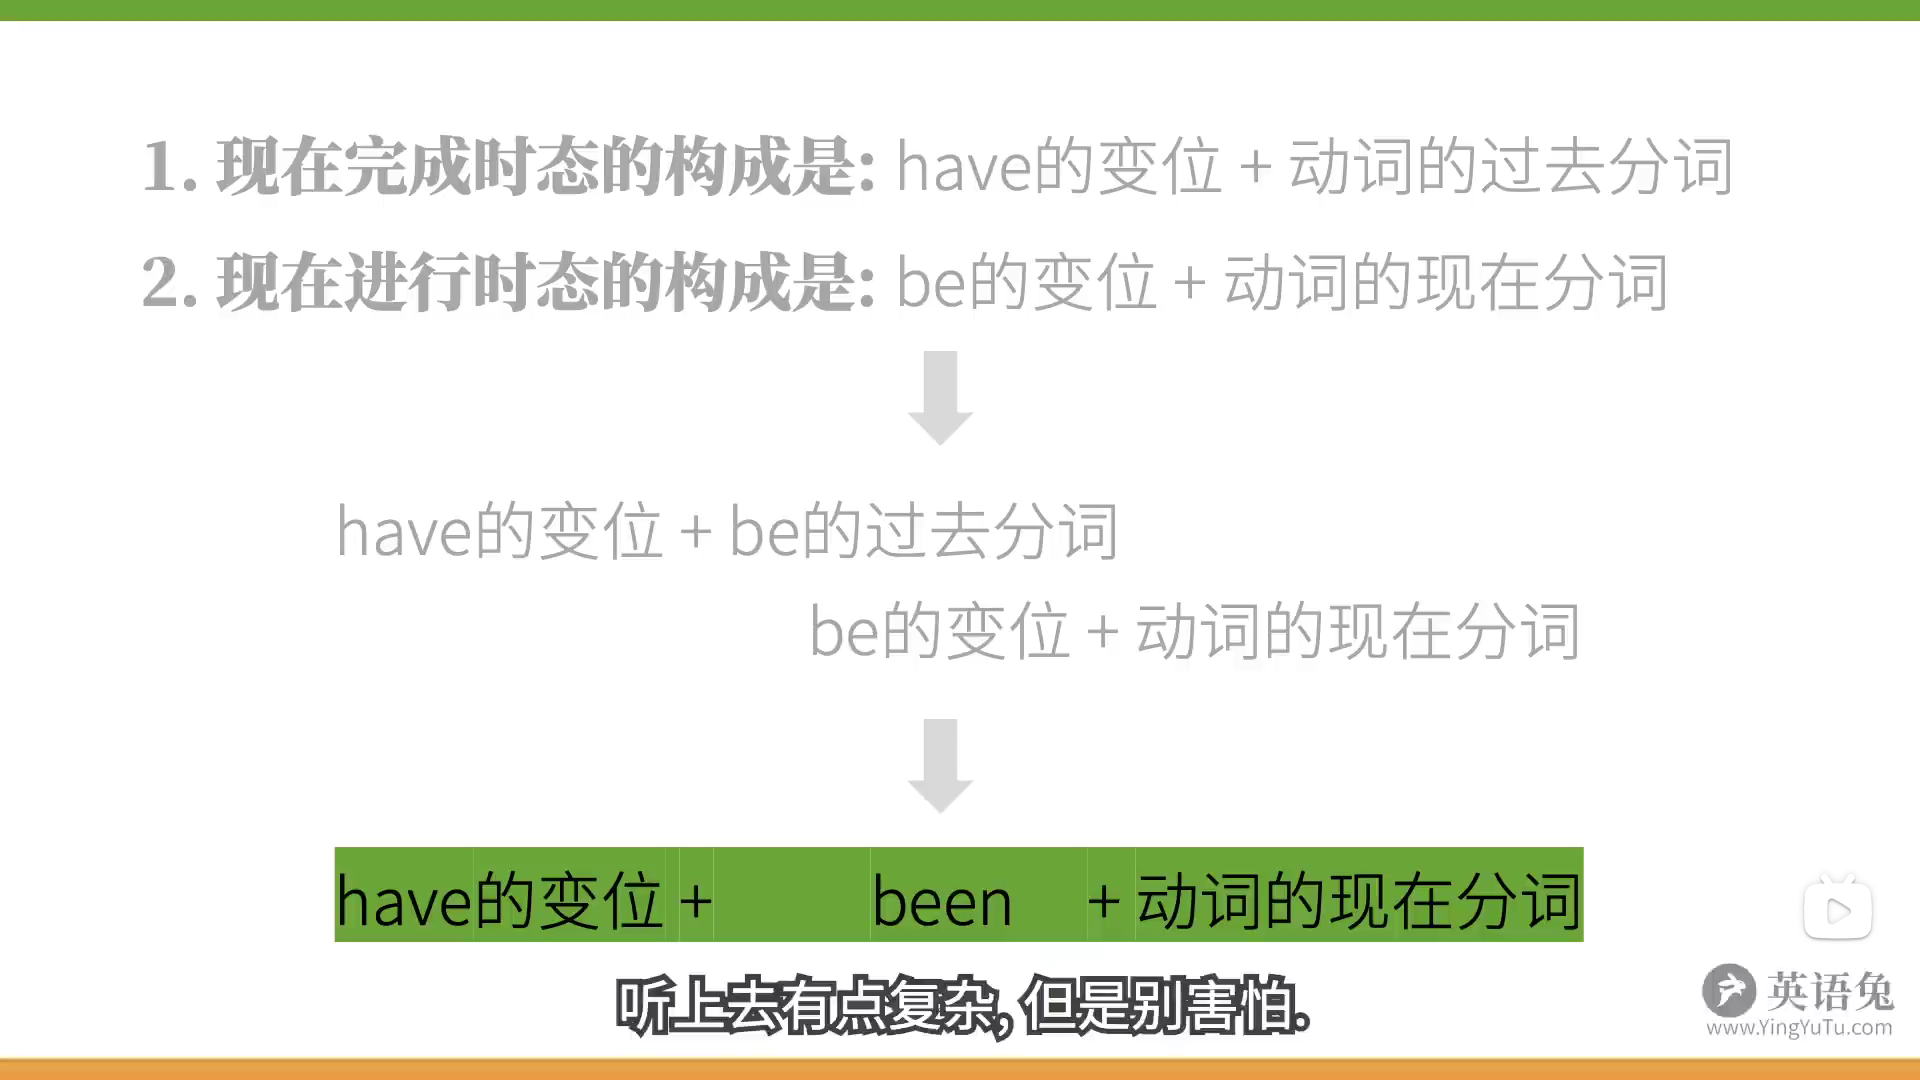 1. 现在完成时态的构成是: have的变位 + 动词的过去分词
2. 现在进行时态的构成是: be的变位 + 动词的现在分词
have的变位 + be的过去分词
be的变位 + 动词的现在分词
have的变位 + been + 动词的现在分词
听上去有点复杂, 但是别害怕.
英语兔
www.YingYuTu.com